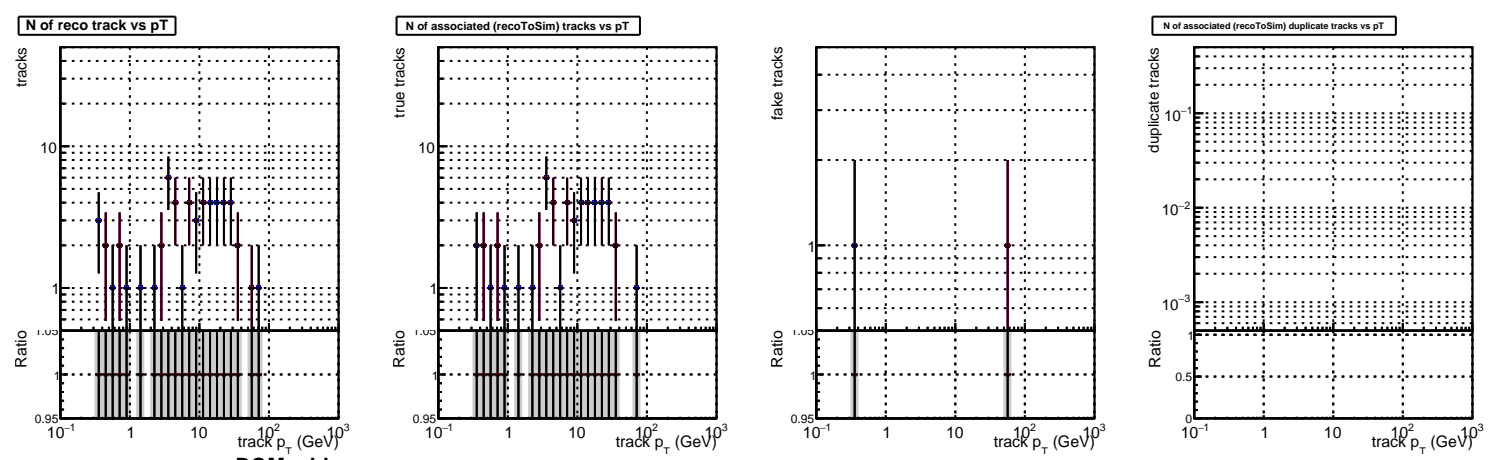 N of reco track vs pT
tracks
10
1
Ratio
1.05
1
0.95
10⁻¹ 1 10 10² 10³
track p_T (GeV)
N of associated (recoToSim) tracks vs pT
true tracks
10
1
Ratio
1.05
1
0.95
10⁻¹ 1 10 10² 10³
track p_T (GeV)
fake tracks
1
Ratio
1.05
1
0.95
10⁻¹ 1 10 10² 10³
track p_T (GeV)
N of associated (recoToSim) duplicate tracks vs pT
duplicate tracks
10⁻¹
10⁻²
10⁻³
Ratio
1
0.5
0
10⁻¹ 1 10 10² 10³
track p_T (GeV)